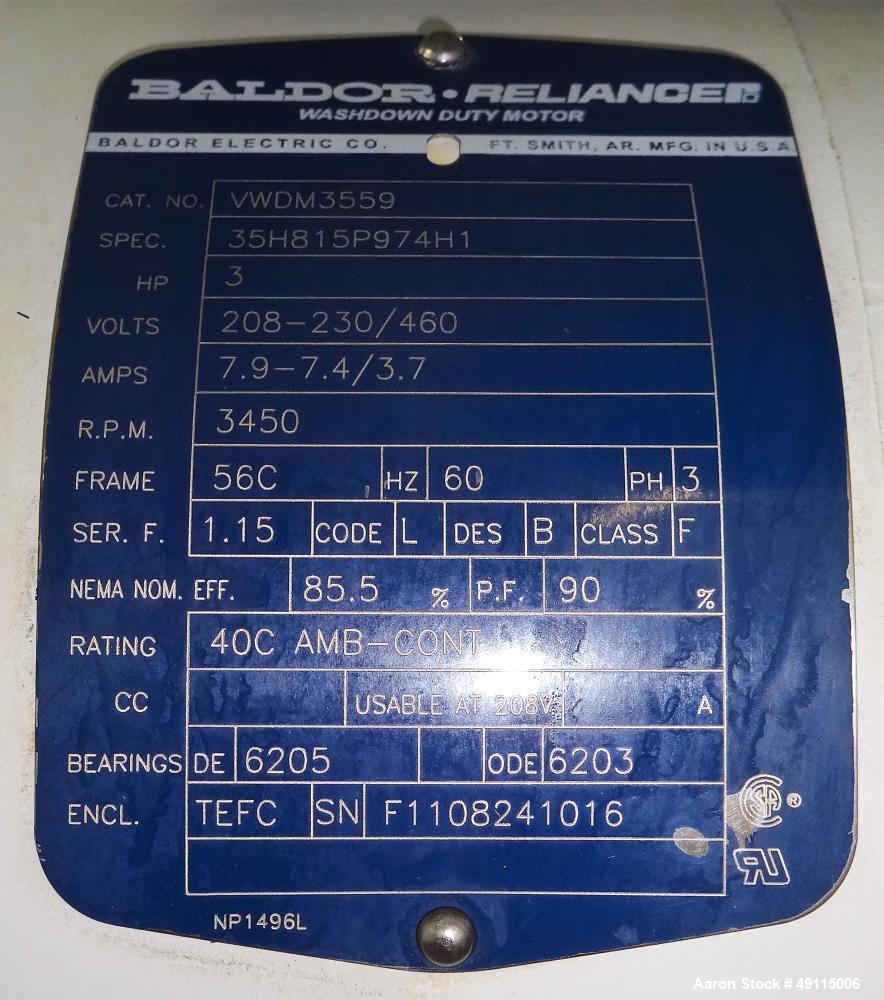 BALDOR • RELIANCE
WASHDOWN DUTY MOTOR
BALDOR ELECTRIC CO. FT. SMITH, AR. MFG. IN U.S.A.
CAT. NO. VWDM3559
SPEC. 35H815P974H1
HP 3
VOLTS 208-230/460
AMPS 7.9-7.4/3.7
R.P.M. 3450
FRAME 56C HZ 60 PH 3
SER. F. 1.15 CODE L DES B CLASS F
NEMA NOM. EFF. 85.5 % P.F. 90 %
RATING 40C AMB-CONT
CC USABLE AT 208V A
BEARINGS DE 6205 ODE 6203
ENCL. TEFC SN F1108241016
SA ®
RU
NP1496L
Aaron Stock # 49115006